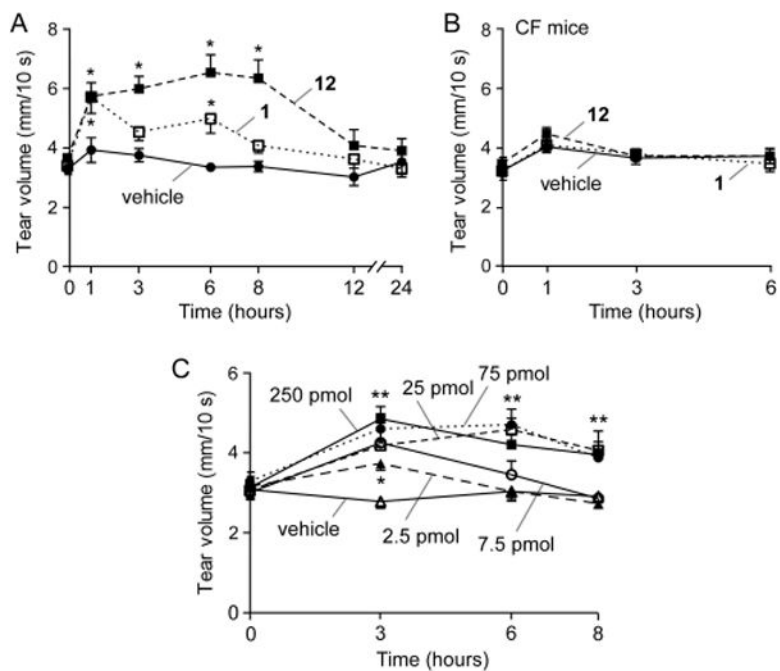 A
Tear volume (mm/10 s)
8
6
4
2
0
* * * *
* *
12
1
vehicle
0 1 3 6 8 12 24
Time (hours)
B
CF mice
Tear volume (mm/10 s)
8
6
4
2
0
12
vehicle
1
0 1 3 6
Time (hours)
C
Tear volume (mm/10 s)
6
4
2
0
250 pmol
**
25 pmol
75 pmol
**
**
*
vehicle
2.5 pmol
7.5 pmol
0 3 6 8
Time (hours)